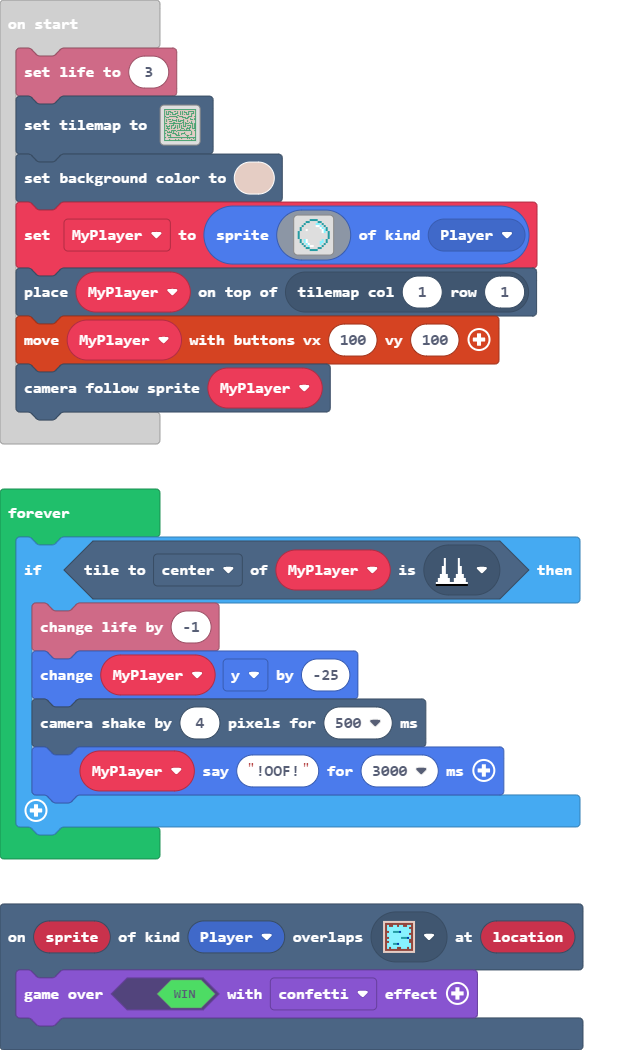 on start
set life to 3
set tilemap to
set background color to
set MyPlayer to sprite of kind Player
place MyPlayer on top of tilemap col 1 row 1
move MyPlayer with buttons vx 100 vy 100
camera follow sprite MyPlayer
forever
if tile to center of MyPlayer is then
change life by -1
change MyPlayer y by -25
camera shake by 4 pixels for 500 ms
MyPlayer say "!OOF!" for 3000 ms
on sprite of kind Player overlaps at location
game over WIN with confetti effect